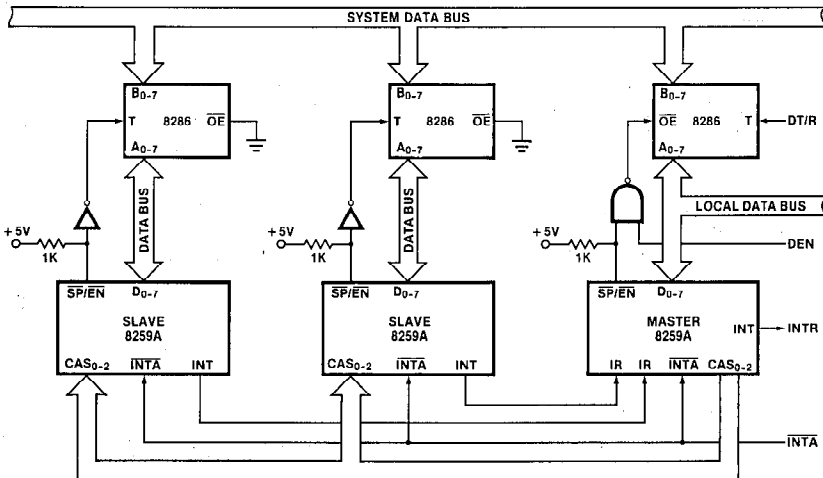 SYSTEM DATA BUS
B0-7
T 8286 OE
A0-7
B0-7
T 8286 OE
A0-7
B0-7
OE 8286 T
A0-7
DT/R
DATA BUS
DATA BUS
LOCAL DATA BUS
+5V
1K
+5V
1K
+5V
1K
DEN
SP/EN D0-7
SLAVE
8259A
CAS0-2 INTA INT
SP/EN D0-7
SLAVE
8259A
CAS0-2 INTA INT
SP/EN D0-7
MASTER
8259A
INT
IR IR INTA CAS0-2
INTR
INTA